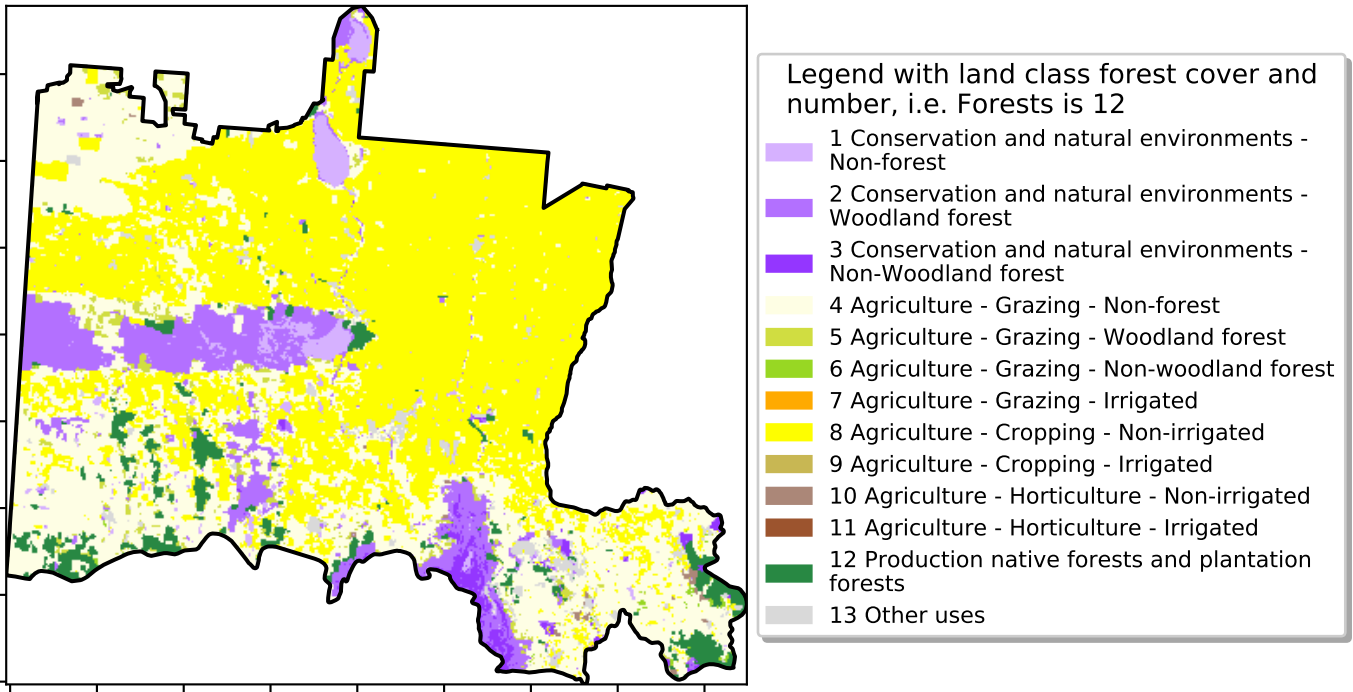 Legend with land class forest cover and
number, i.e. Forests is 12
1 Conservation and natural environments -
Non-forest
2 Conservation and natural environments -
Woodland forest
3 Conservation and natural environments -
Non-Woodland forest
4 Agriculture - Grazing - Non-forest
5 Agriculture - Grazing - Woodland forest
6 Agriculture - Grazing - Non-woodland forest
7 Agriculture - Grazing - Irrigated
8 Agriculture - Cropping - Non-irrigated
9 Agriculture - Cropping - Irrigated
10 Agriculture - Horticulture - Non-irrigated
11 Agriculture - Horticulture - Irrigated
12 Production native forests and plantation
forests
13 Other uses